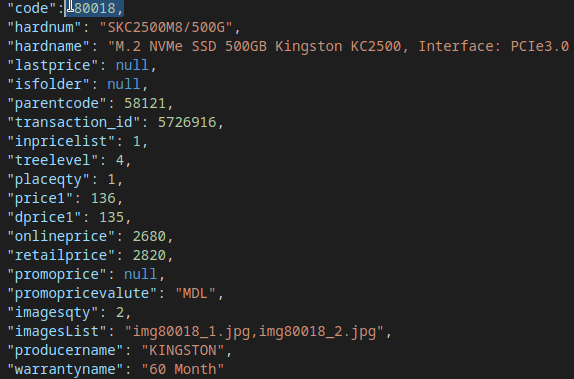 "code": 80018,
"hardnum": "SKC2500M8/500G",
"hardname": "M.2 NVMe SSD 500GB Kingston KC2500, Interface: PCIe3.0
"lastprice": null,
"isfolder": null,
"parentcode": 58121,
"transaction_id": 5726916,
"inpricelist": 1,
"treelevel": 4,
"placeqty": 1,
"price1": 136,
"dprice1": 135,
"onlineprice": 2680,
"retailprice": 2820,
"promoprice": null,
"promopricevalute": "MDL",
"imagesqty": 2,
"imagesList": "img80018_1.jpg,img80018_2.jpg",
"producername": "KINGSTON",
"warrantyname": "60 Month"